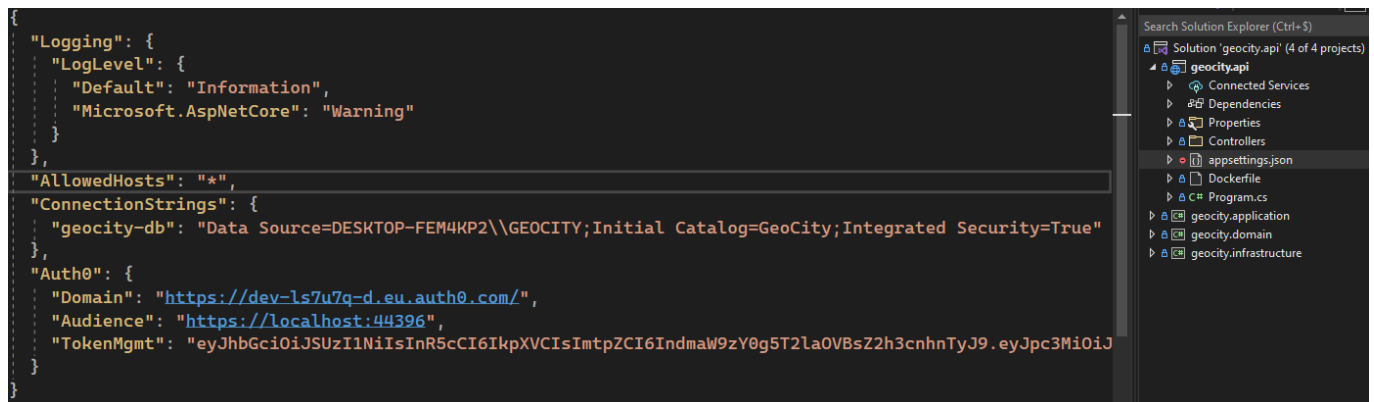 {
"Logging": {
"LogLevel": {
"Default": "Information",
"Microsoft.AspNetCore": "Warning"
}
},
"AllowedHosts": "*",
"ConnectionStrings": {
"geocity-db": "Data Source=DESKTOP-FEM4KP2\\GEOCITY;Initial Catalog=GeoCity;Integrated Security=True"
},
"Auth0": {
"Domain": "https://dev-ls7u7q-d.eu.auth0.com/",
"Audience": "https://localhost:44396",
"TokenMgmt": "eyJhbGciOiJSUzI1NiIsInR5cCI6IkpXVCIsImtpZCI6IndmaW9zY0g5T2laOVBsZ2h3cnhnTyJ9.eyJpc3MiOiJ
}
}
Search Solution Explorer (Ctrl+$)
Solution 'geocity.api' (4 of 4 projects)
geocity.api
Connected Services
Dependencies
Properties
Controllers
appsettings.json
Dockerfile
C# Program.cs
C# geocity.application
C# geocity.domain
C# geocity.infrastructure